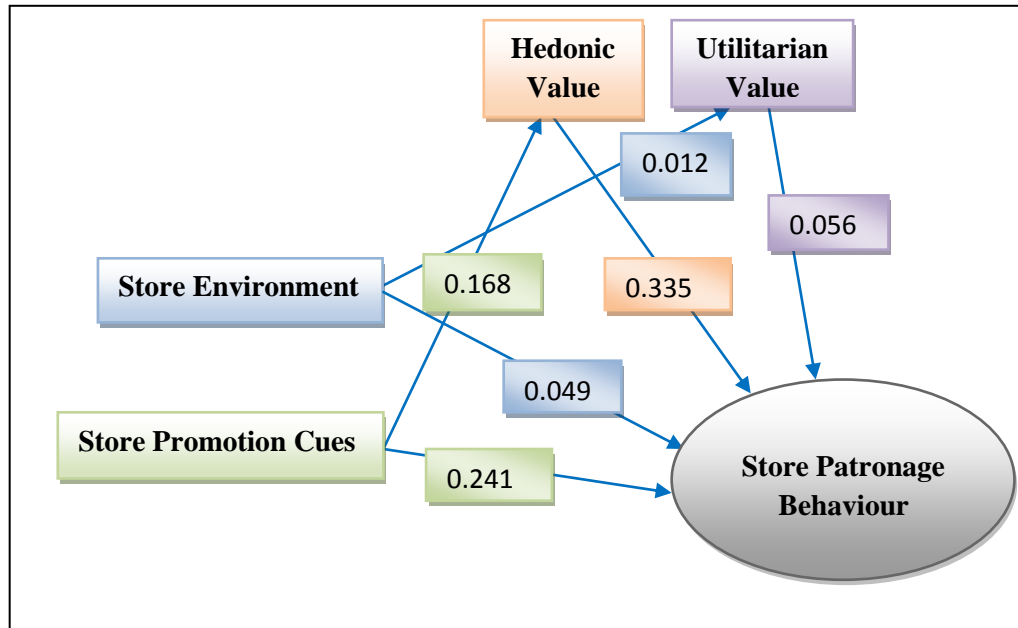 Hedonic
Value
Utilitarian
Value
0.012
0.056
Store Environment
0.168
0.335
0.049
Store Promotion Cues
0.241
Store Patronage
Behaviour